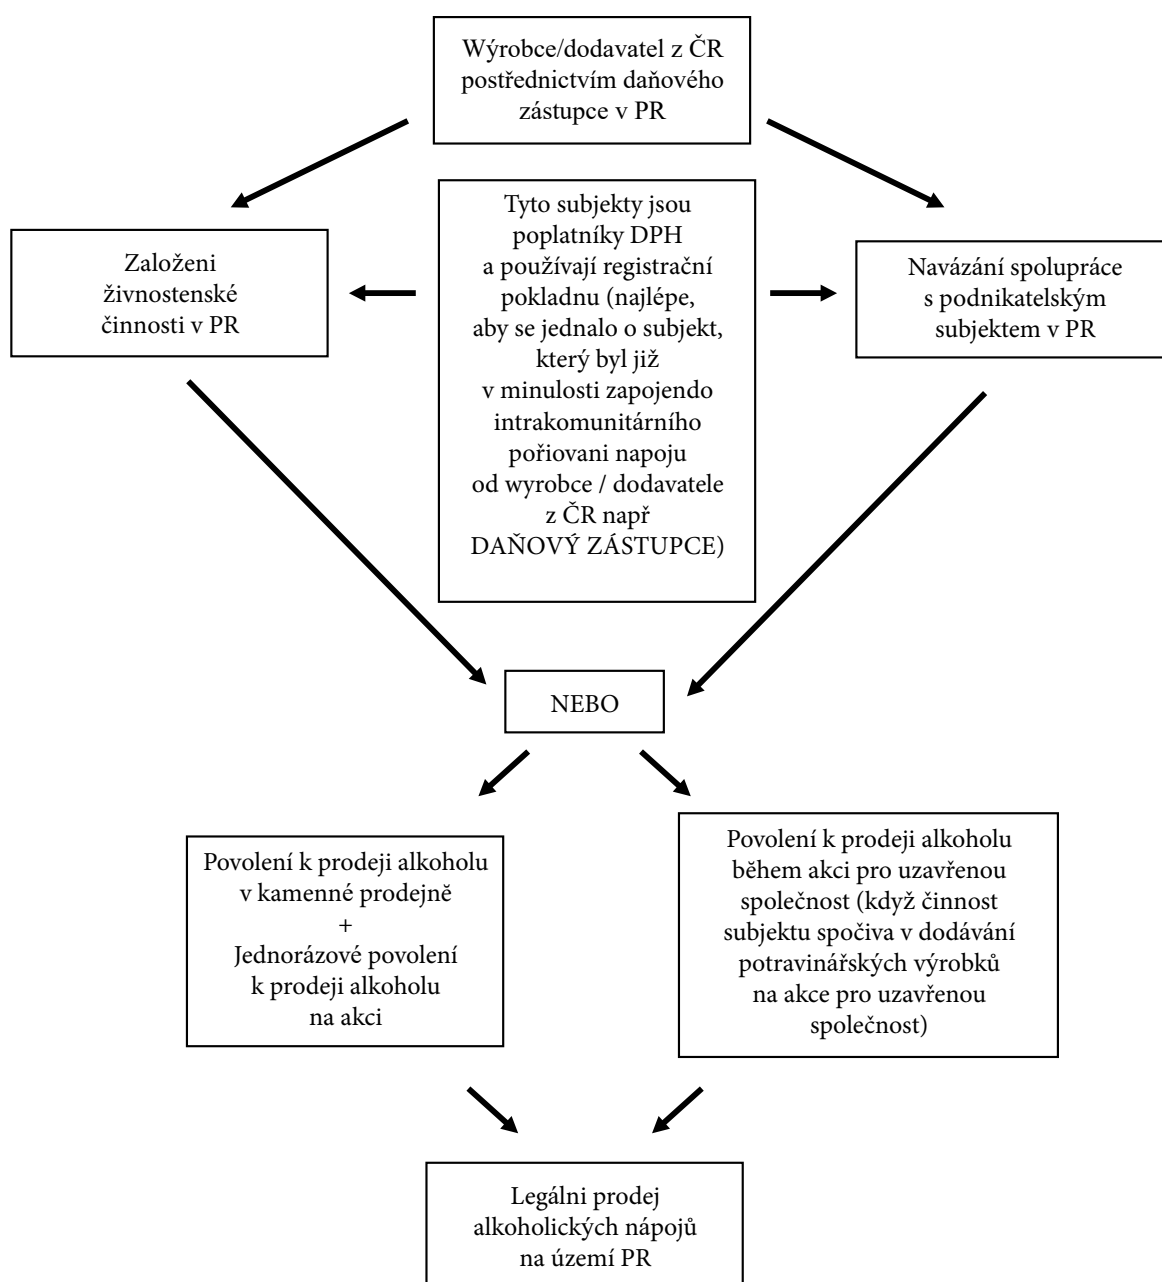 Wýrobce/dodavatel z ČR
postřednictvím daňového
zástupce v PR
Tyto subjekty jsou
poplatníky DPH
a používají registrační
pokladnu (najlépe,
aby se jednalo o subjekt,
který byl již
v minulosti zapojendo
intrakomunitárního
pořiovani napoju
od wyrobce / dodavatele
z ČR např
DAŇOVÝ ZÁSTUPCE)
Založeni
živnostenské
činnosti v PR
Navázání spolupráce
s podnikatelským
subjektem v PR
NEBO
Povolení k prodeji alkoholu
v kamenné prodejně
+
Jednorázové povolení
k prodeji alkoholu
na akci
Povolení k prodeji alkoholu
během akci pro uzavřenou
společnost (když činnost
subjektu spočiva v dodávání
potravinářských výrobků
na akce pro uzavřenou
společnost)
Legálni prodej
alkoholických nápojů
na území PR